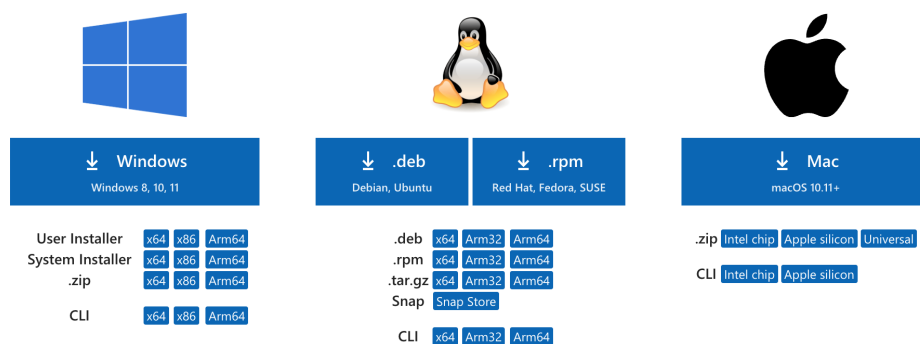 Windows
Windows 8, 10, 11
User Installer x64 x86 Arm64
System Installer x64 x86 Arm64
.zip x64 x86 Arm64
CLI x64 x86 Arm64
.deb
Debian, Ubuntu
.rpm
Red Hat, Fedora, SUSE
.deb x64 Arm32 Arm64
.rpm x64 Arm32 Arm64
.tar.gz x64 Arm32 Arm64
Snap Snap Store
CLI x64 Arm32 Arm64
Mac
macOS 10.11+
.zip Intel chip Apple silicon Universal
CLI Intel chip Apple silicon